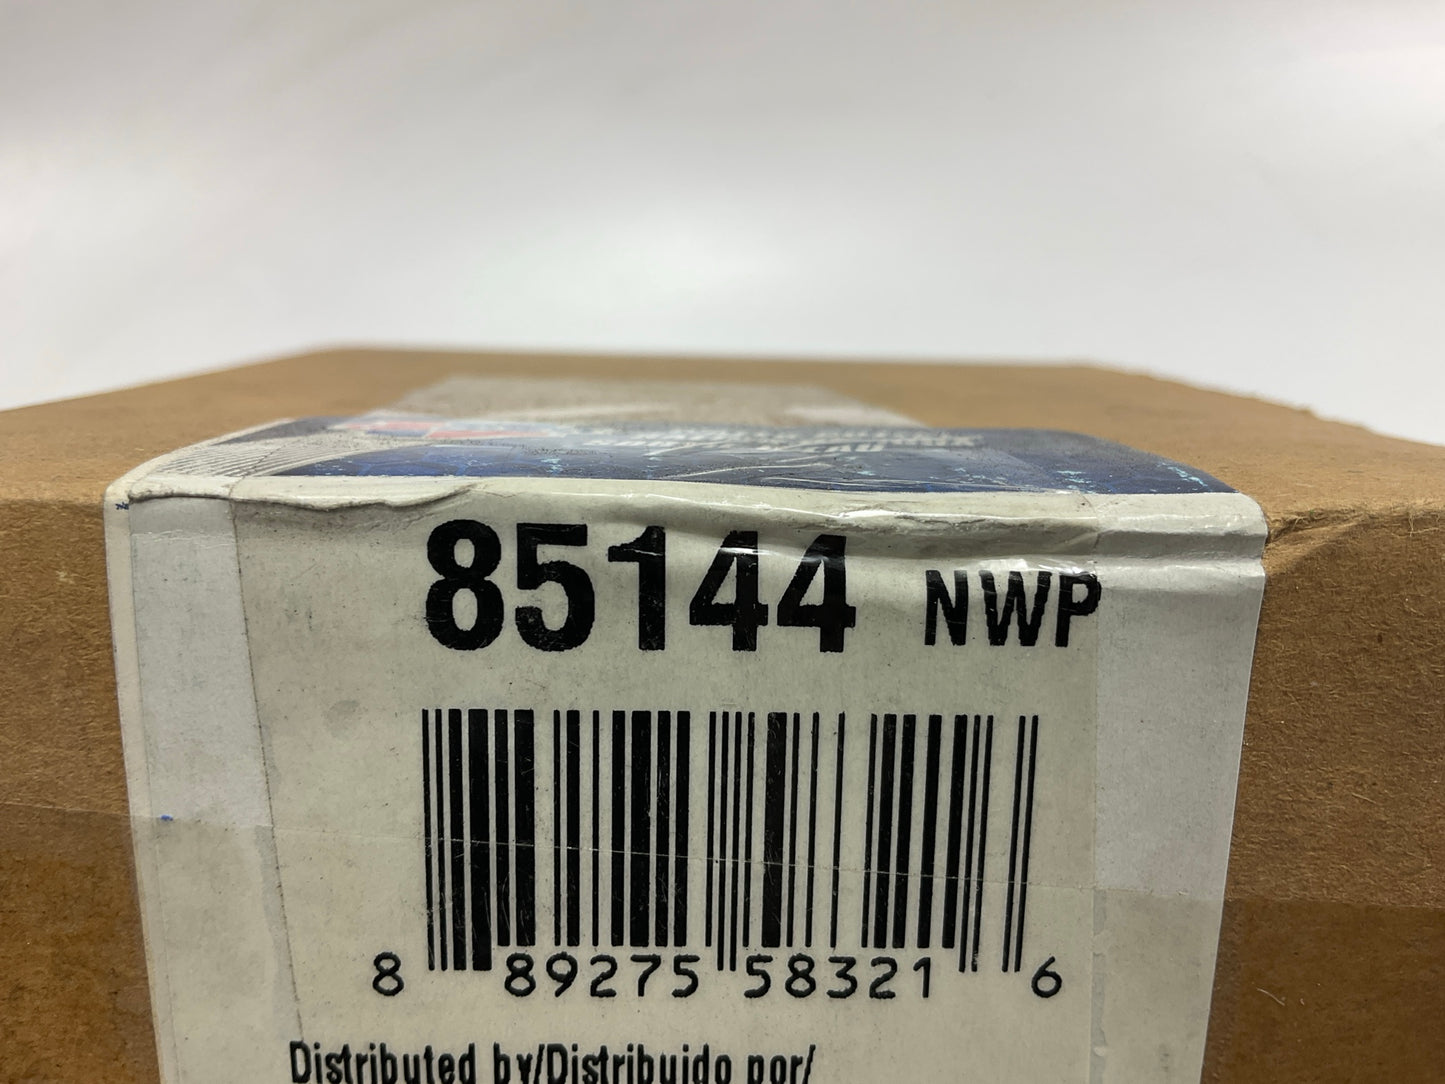 85144 NWP
8 89275 58321 6
Distributed by/Distribuido por/